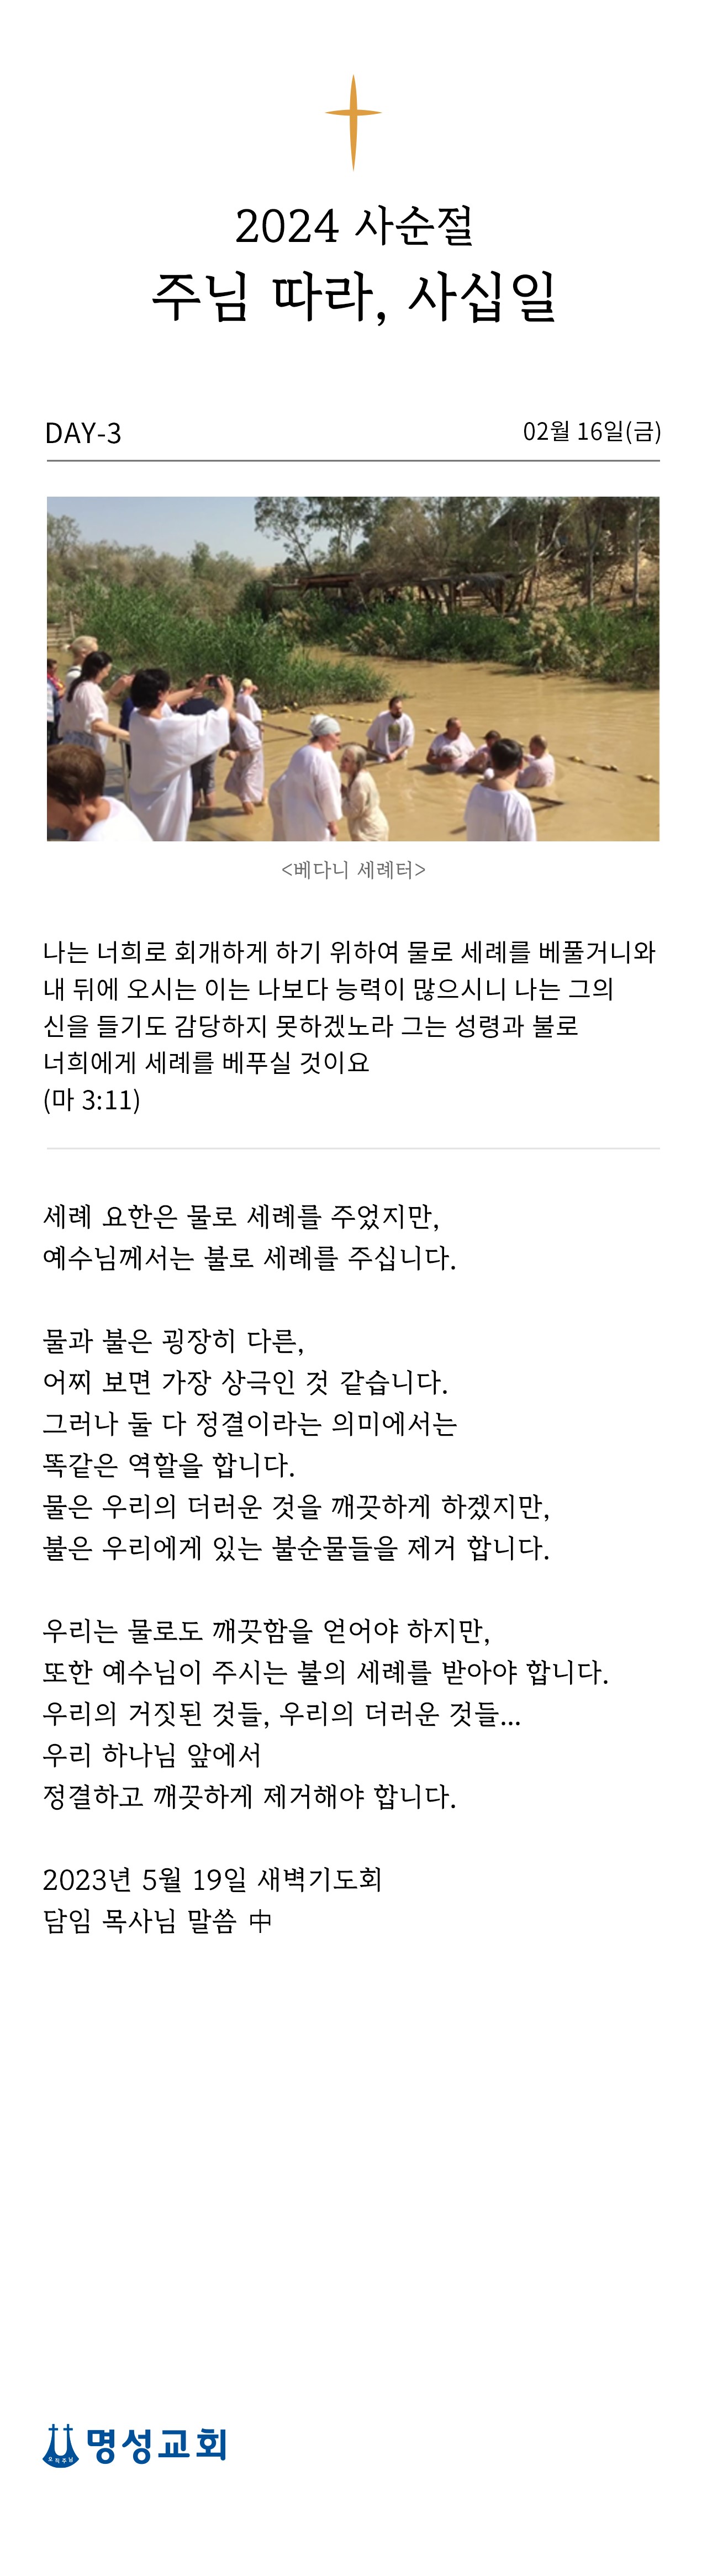 2024 사순절
주님 따라, 사십일
DAY-3
02월 16일(금)
<베다니 세례터>
나는 너희로 회개하게 하기 위하여 물로 세례를 베풀거니와
내 뒤에 오시는 이는 나보다 능력이 많으시니 나는 그의
신을 들기도 감당하지 못하겠노라 그는 성령과 불로
너희에게 세례를 베푸실 것이요
(마 3:11)
세례 요한은 물로 세례를 주었지만,
예수님께서는 불로 세례를 주십니다.
물과 불은 굉장히 다른,
어찌 보면 가장 상극인 것 같습니다.
그러나 둘 다 정결이라는 의미에서는
똑같은 역할을 합니다.
물은 우리의 더러운 것을 깨끗하게 하겠지만,
불은 우리에게 있는 불순물들을 제거 합니다.
우리는 물로도 깨끗함을 얻어야 하지만,
또한 예수님이 주시는 불의 세례를 받아야 합니다.
우리의 거짓된 것들, 우리의 더러운 것들...
우리 하나님 앞에서
정결하고 깨끗하게 제거해야 합니다.
2023년 5월 19일 새벽기도회
담임 목사님 말씀 中
오직주님
명성교회